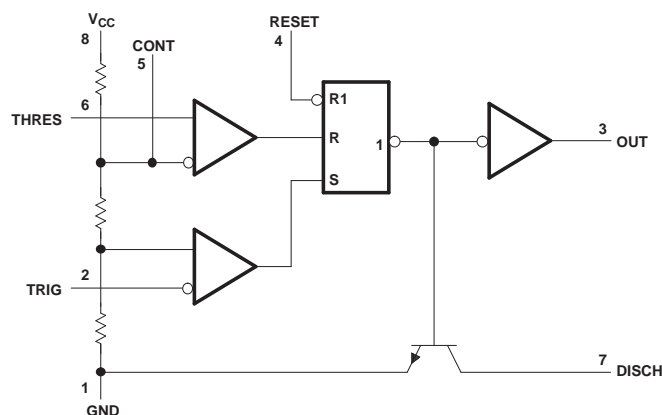 VCC
8
CONT
5
RESET
4
6
THRES
R1
R
1
S
3
OUT
2
TRIG
7
DISCH
1
GND